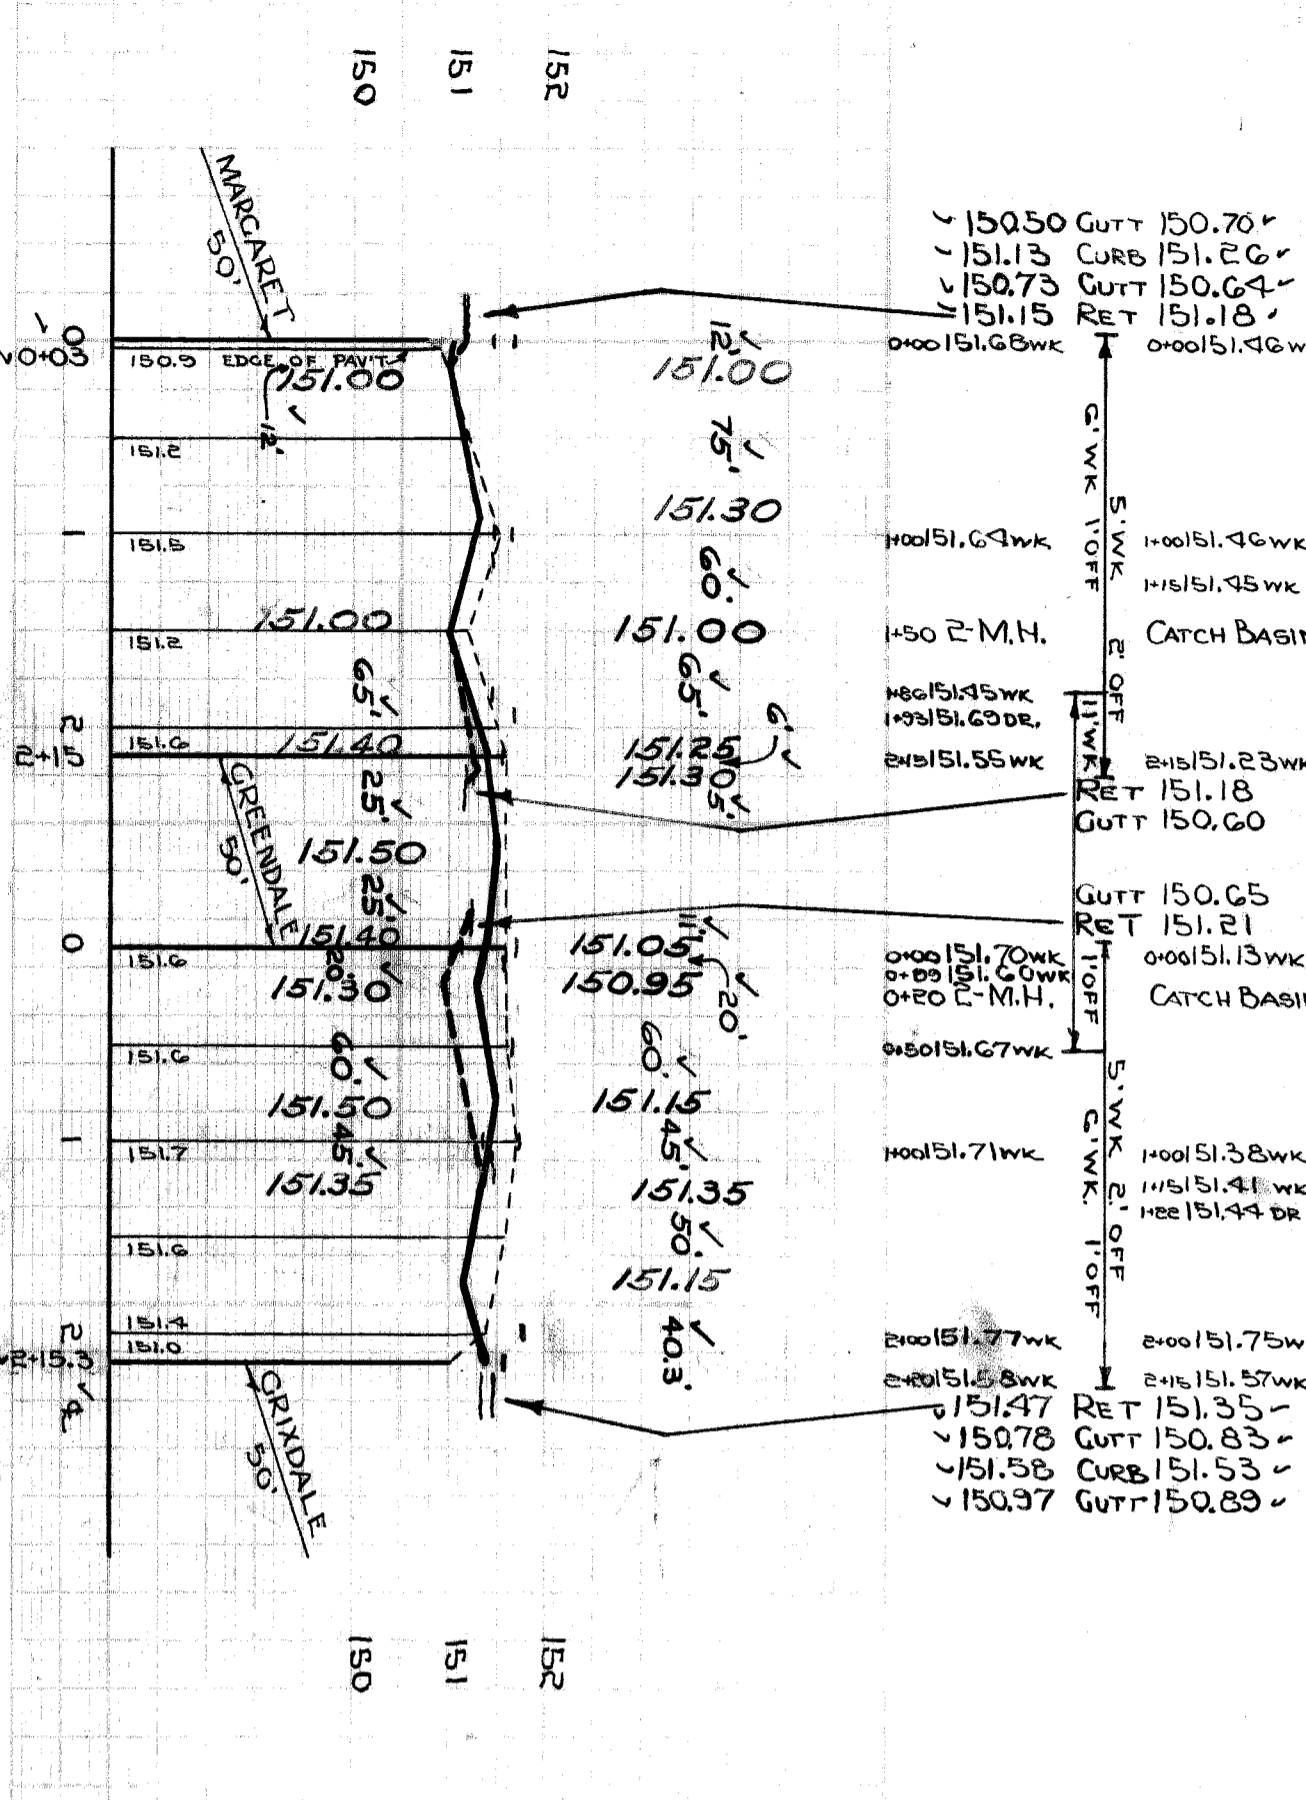 150 151 152
MARGARET
50'
150.50 GUTT 150.70
151.13 CURB 151.26
150.73 GUTT 150.64
151.15 RET 151.18
0+00 151.68 WK 0+00 151.46 W
0
0+03
150.9 EDGE OF PAV'T
151.00
12'
12'
151.00
151.2
75'
151.30
6' WK 1' OFF
5' WK 2' OFF
1
151.5
1+00 151.64 WK 1+00 151.46 WK
60'
1+15 151.45 WK
151.2
151.00
151.00
1+50 2-M.H. CATCH BASIN
65'
65'
1+86 151.45 WK
1+93 151.69 DR.
11' WK 1' OFF
2
2+15
151.6
151.40
151.25
6'
151.30
5'
2+15 151.55 WK 2+15 151.23 WK
RET 151.18
GUTT 150.60
GREENDALE
50'
25'
151.50
25'
GUTT 150.65
RET 151.21
0
151.40
11'
151.6
151.05
0+00 151.70 WK 0+00 151.13 WK
0+09 151.60 WK
20'
151.30
150.95
20'
0+20 2-M.H. CATCH BASIN
151.6
60'
60'
0+50 151.67 WK
151.50
151.15
5' WK 2' OFF
6' WK. 1' OFF
1
151.7
45'
45'
1+00 151.71 WK 1+00 151.38 WK
151.35
151.35
1+15 151.41 WK
1+22 151.44 DR
151.6
50'
151.15
2
151.4
40.3'
2+00 151.77 WK 2+00 151.75 W
2+15.3
151.0
2+20 151.58 WK 2+15 151.57 WK
GRIXDALE
50'
151.47 RET 151.35
150.78 GUTT 150.83
151.58 CURB 151.53
150.97 GUTT 150.89
150 151 152